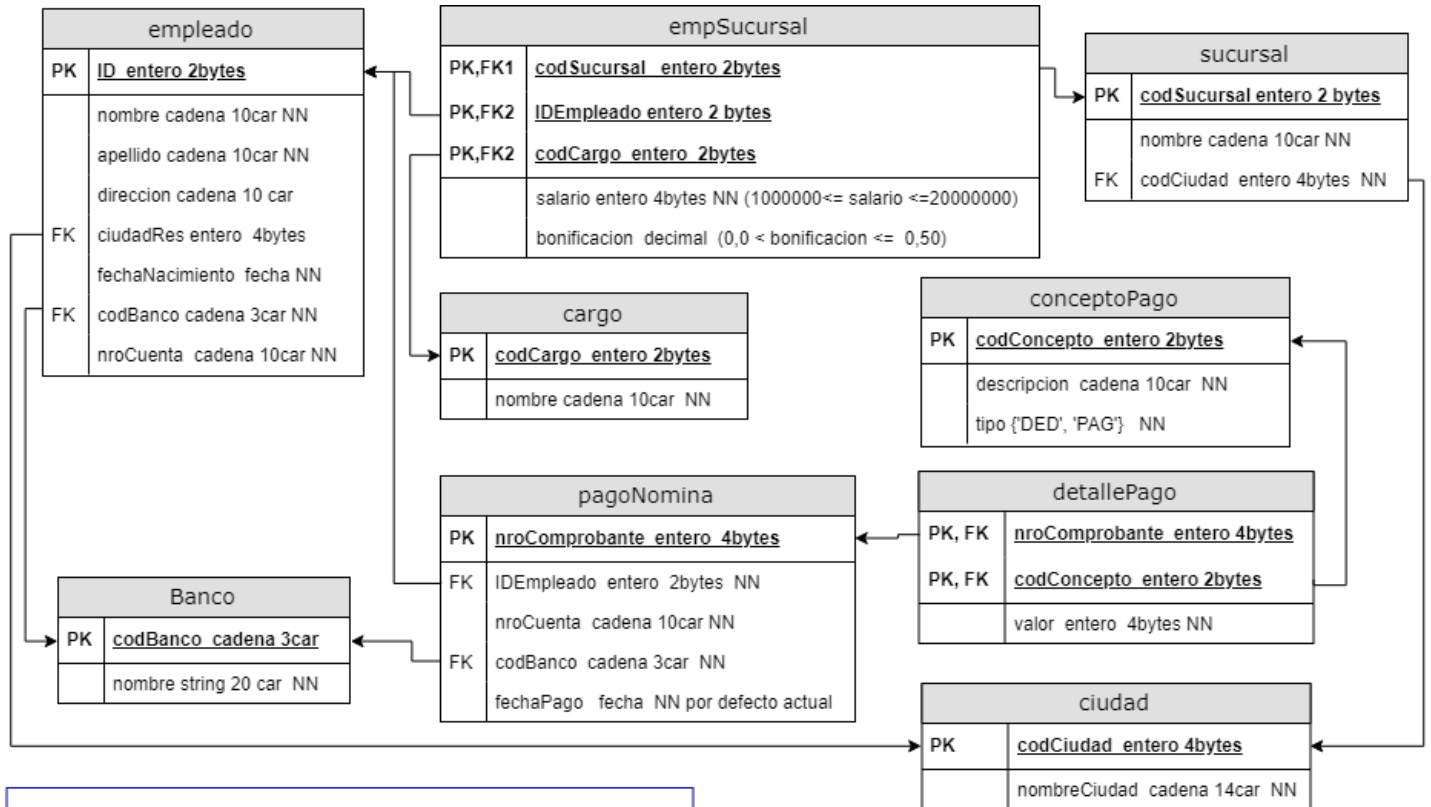 empleado
PK ID entero 2bytes
nombre cadena 10car NN
apellido cadena 10car NN
direccion cadena 10 car
FK ciudadRes entero 4bytes
fechaNacimiento fecha NN
FK codBanco cadena 3car NN
nroCuenta cadena 10car NN
empSucursal
PK,FK1 codSucursal entero 2bytes
PK,FK2 IDEmpleado entero 2 bytes
PK,FK2 codCargo entero 2bytes
salario entero 4bytes NN (1000000<= salario <=20000000)
bonificacion decimal (0,0 < bonificacion <= 0,50)
sucursal
PK codSucursal entero 2 bytes
nombre cadena 10car NN
FK codCiudad entero 4bytes NN
cargo
PK codCargo entero 2bytes
nombre cadena 10car NN
conceptoPago
PK codConcepto entero 2bytes
descripcion cadena 10car NN
tipo {'DED', 'PAG'} NN
pagoNomina
PK nroComprobante entero 4bytes
FK IDEmpleado entero 2bytes NN
nroCuenta cadena 10car NN
FK codBanco cadena 3car NN
fechaPago fecha NN por defecto actual
detallePago
PK, FK nroComprobante entero 4bytes
PK, FK codConcepto entero 2bytes
valor entero 4bytes NN
Banco
PK codBanco cadena 3car
nombre string 20 car NN
ciudad
PK codCiudad entero 4bytes
nombreCiudad cadena 14car NN